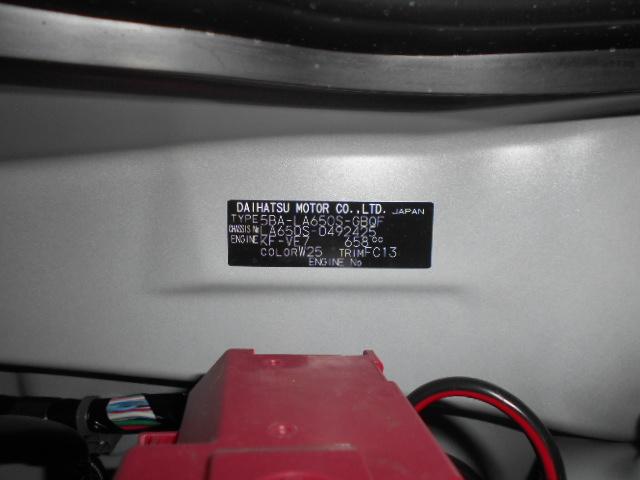 DAIHATSU MOTOR CO.,LTD. JAPAN
TYPE 5BA-LA650S-GBQF
CHASSIS No LA650S-0492425
ENGINE KF-VE7 658cc
COLOR W25 TRIM FC13
ENGINE No